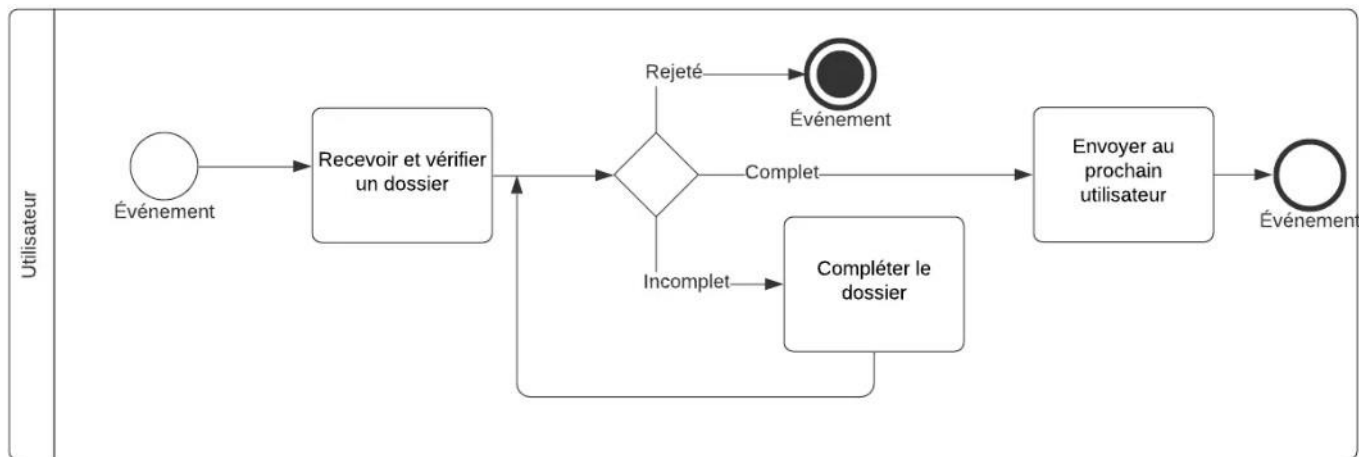 Utilisateur
Événement
Recevoir et vérifier
un dossier
Rejeté
Événement
Complet
Incomplet
Compléter le
dossier
Envoyer au
prochain
utilisateur
Événement